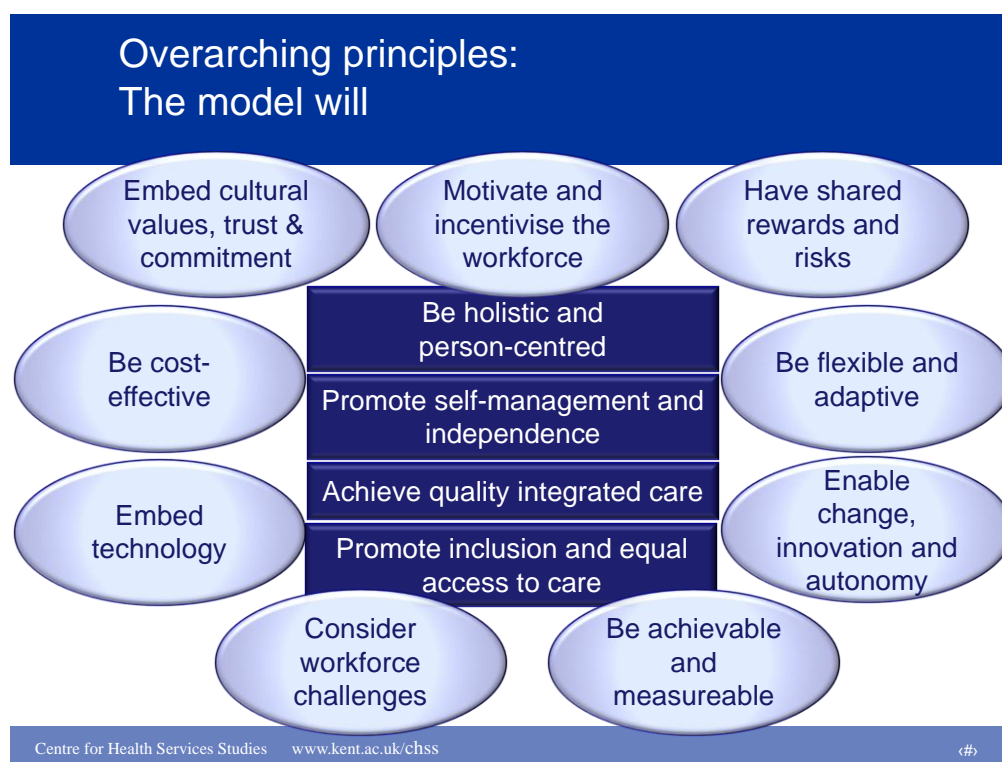 Overarching principles:
The model will
Embed cultural
values, trust &
commitment
Motivate and
incentivise the
workforce
Have shared
rewards and
risks
Be holistic and
person-centred
Be cost-
effective
Be flexible and
adaptive
Promote self-management and
independence
Achieve quality integrated care
Embed
technology
Enable
change,
innovation and
autonomy
Promote inclusion and equal
access to care
Consider
workforce
challenges
Be achievable
and
measureable
Centre for Health Services Studies www.kent.ac.uk/chss ‹#›